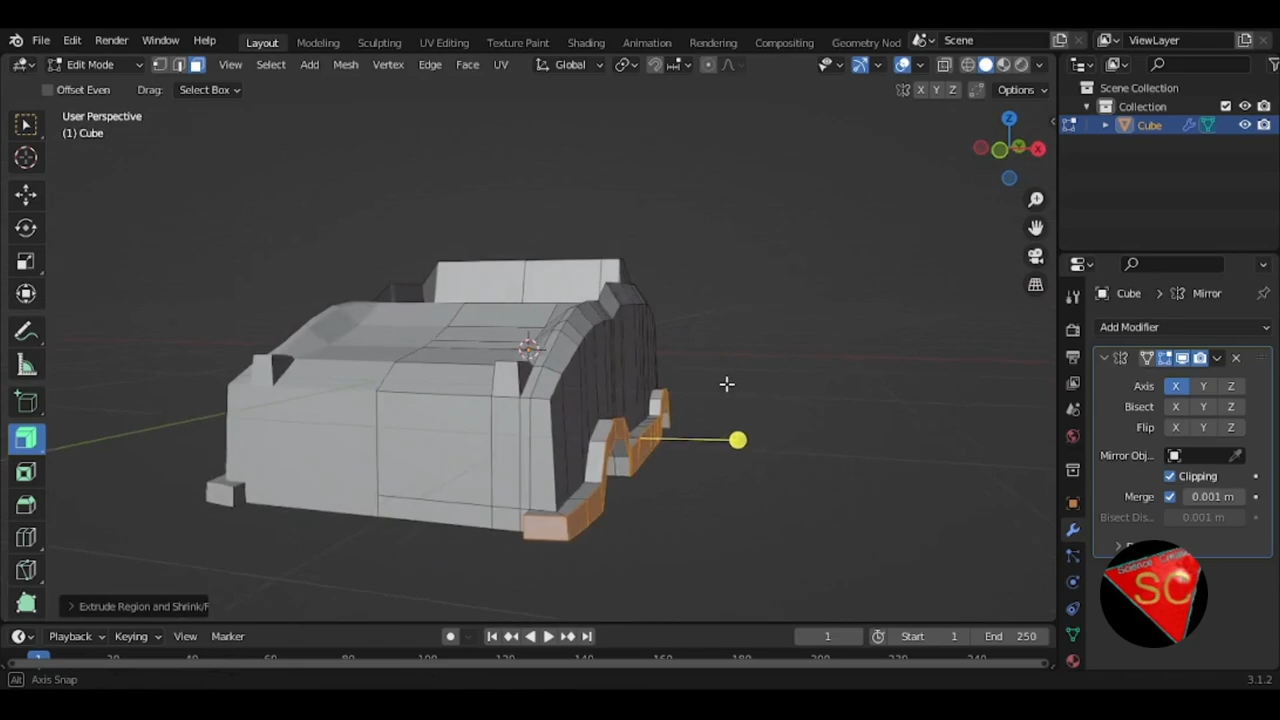 File Edit Render Window Help Layout Modeling Sculpting UV Editing Texture Paint Shading Animation Rendering Compositing Geometry Nod Scene ViewLayer
Edit Mode View Select Add Mesh Vertex Edge Face UV Global
Offset Even Drag: Select Box X Y Z Options
Scene Collection
Collection
Cube
User Perspective
(1) Cube
Z
Y
X
Cube > Mirror
Add Modifier
Axis X Y Z
Bisect X Y Z
Flip X Y Z
Mirror Obj...
Clipping
Merge 0.001 m
Bisect Dis... 0.001 m
Science
SC
Extrude Region and Shrink/F
Playback Keying View Marker 1 Start 1 End 250
Alt Axis Snap 3.1.2